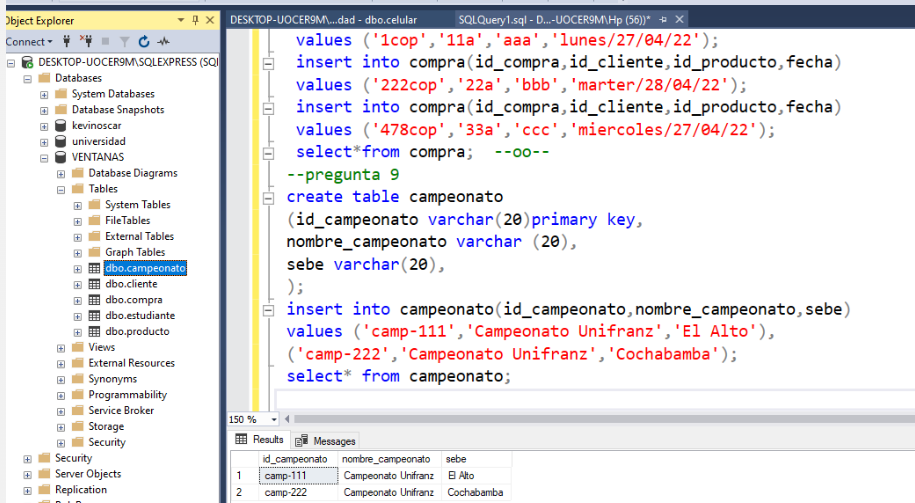 Object Explorer
Connect
DESKTOP-UOCER9M\SQLEXPRESS (SQl
Databases
System Databases
Database Snapshots
kevinoscar
universidad
VENTANAS
Database Diagrams
Tables
System Tables
FileTables
External Tables
Graph Tables
dbo.campeonato
dbo.cliente
dbo.compra
dbo.estudiante
dbo.producto
Views
External Resources
Synonyms
Programmability
Service Broker
Storage
Security
Security
Server Objects
Replication
DESKTOP-UOCER9M\...dad - dbo.celular
SQLQuery1.sql - D...-UOCER9M\Hp (56))*
values ('1cop','11a','aaa','lunes/27/04/22');
insert into compra(id_compra,id_cliente,id_producto,fecha)
values ('222cop','22a','bbb','marter/28/04/22');
insert into compra(id_compra,id_cliente,id_producto,fecha)
values ('478cop','33a','ccc','miercoles/27/04/22');
select*from compra;  --oo--
--pregunta 9
create table campeonato
(id_campeonato varchar(20)primary key,
nombre_campeonato varchar (20),
sebe varchar(20),
);
insert into campeonato(id_campeonato,nombre_campeonato,sebe)
values ('camp-111','Campeonato Unifranz','El Alto'),
('camp-222','Campeonato Unifranz','Cochabamba');
select* from campeonato;
150 %
Results Messages
id_campeonato nombre_campeonato sebe
1 camp-111 Campeonato Unifranz El Alto
2 camp-222 Campeonato Unifranz Cochabamba